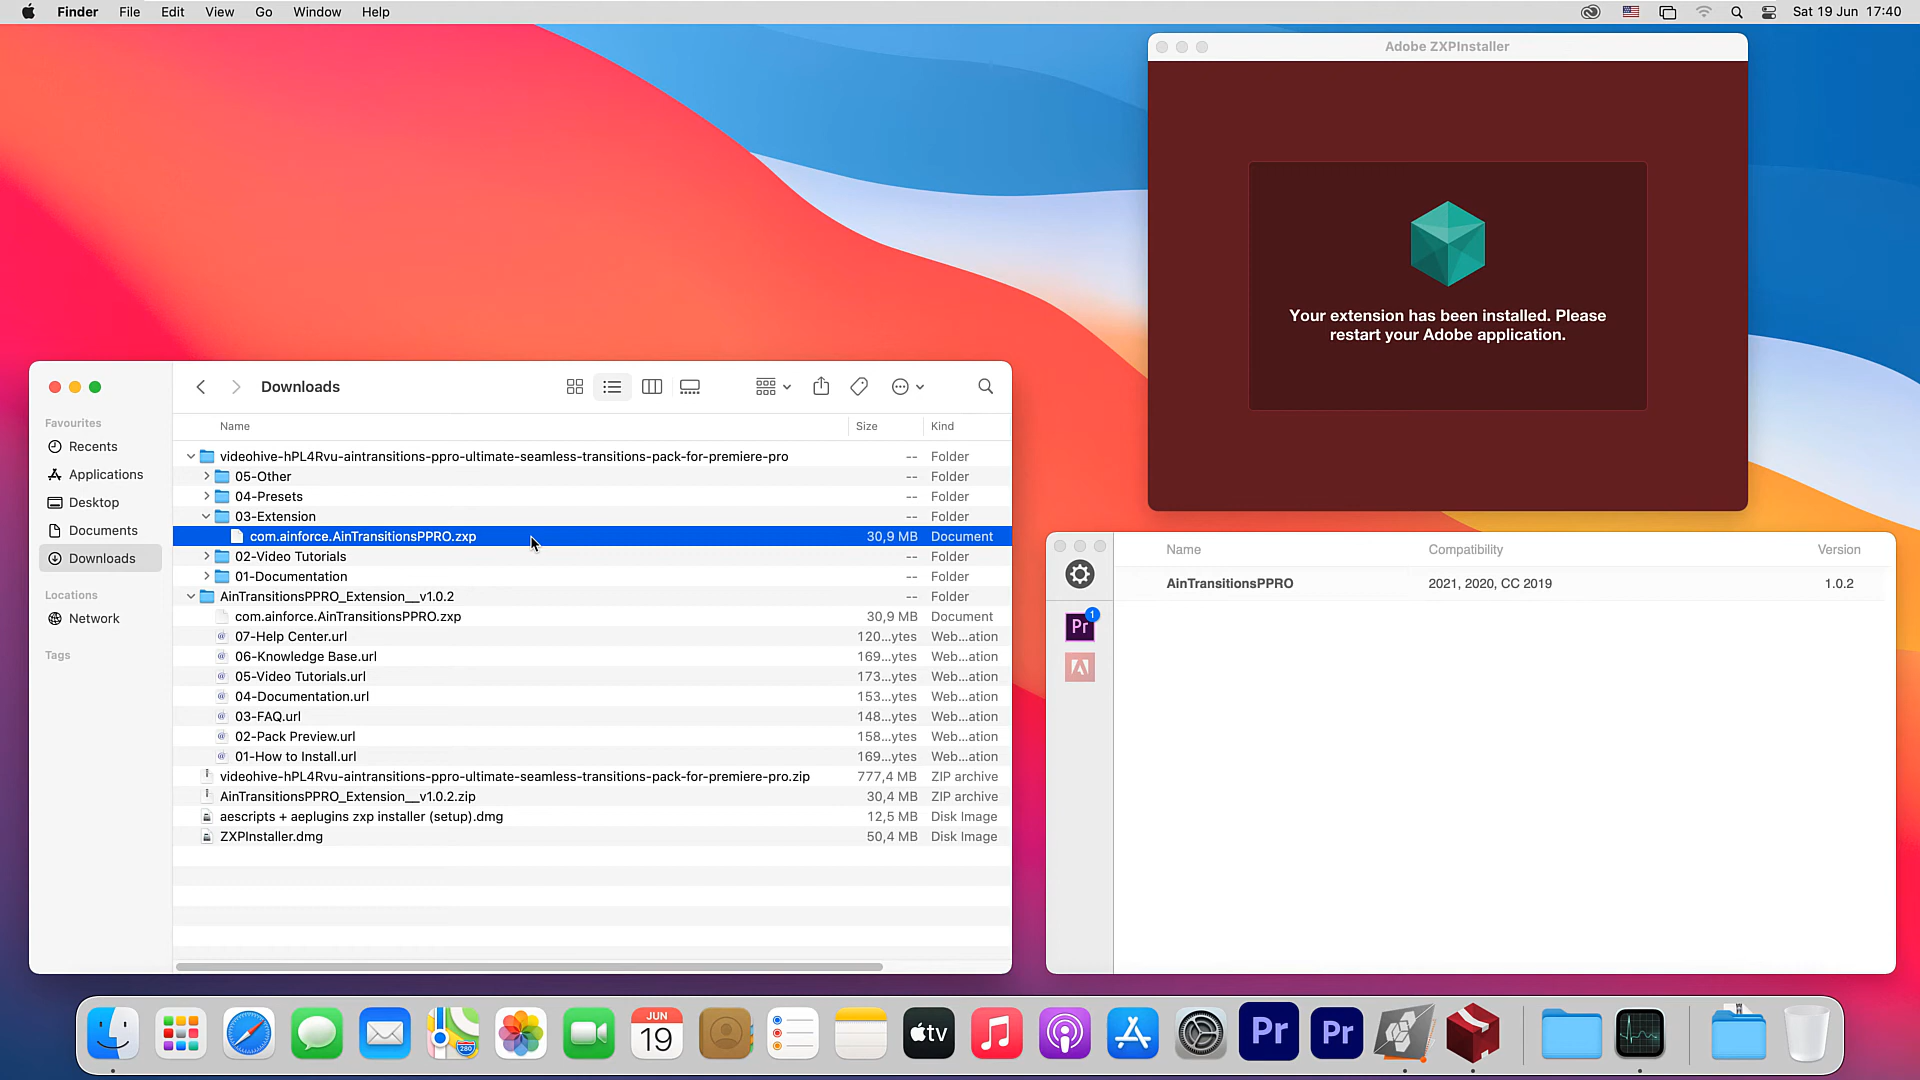 Finder File Edit View Go Window Help
Sat 19 Jun 17:40
Adobe ZXPInstaller
Your extension has been installed. Please
restart your Adobe application.
Downloads
Favourites
Recents
Applications
Desktop
Documents
Downloads
Locations
Network
Tags
Name Size Kind
videohive-hPL4Rvu-aintransitions-ppro-ultimate-seamless-transitions-pack-for-premiere-pro -- Folder
05-Other -- Folder
04-Presets -- Folder
03-Extension -- Folder
com.ainforce.AinTransitionsPPRO.zxp 30,9 MB Document
02-Video Tutorials -- Folder
01-Documentation -- Folder
AinTransitionsPPRO_Extension__v1.0.2 -- Folder
com.ainforce.AinTransitionsPPRO.zxp 30,9 MB Document
07-Help Center.url 120...ytes Web...ation
06-Knowledge Base.url 169...ytes Web...ation
05-Video Tutorials.url 173...ytes Web...ation
04-Documentation.url 153...ytes Web...ation
03-FAQ.url 148...ytes Web...ation
02-Pack Preview.url 158...ytes Web...ation
01-How to Install.url 169...ytes Web...ation
videohive-hPL4Rvu-aintransitions-ppro-ultimate-seamless-transitions-pack-for-premiere-pro.zip 777,4 MB ZIP archive
AinTransitionsPPRO_Extension__v1.0.2.zip 30,4 MB ZIP archive
aescripts + aeplugins zxp installer (setup).dmg 12,5 MB Disk Image
ZXPInstaller.dmg 50,4 MB Disk Image
Name Compatibility Version
AinTransitionsPPRO 2021, 2020, CC 2019 1.0.2
Pr 1
280
JUN
19
tv
Pr
Pr